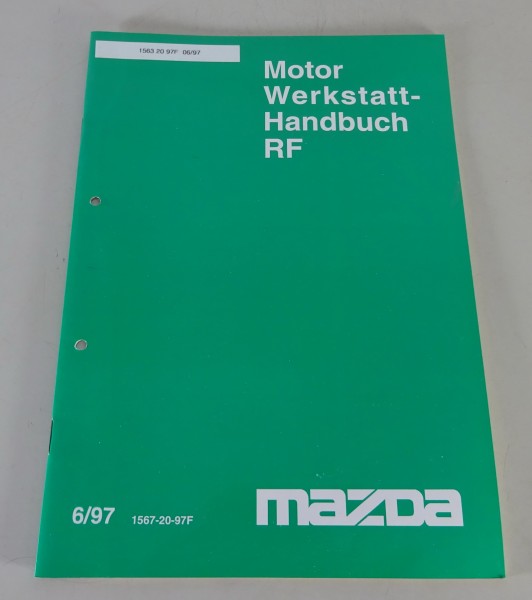 1563 20 97F 06/97
Motor
Werkstatt-
Handbuch
RF
6/97 1567-20-97F
mazda